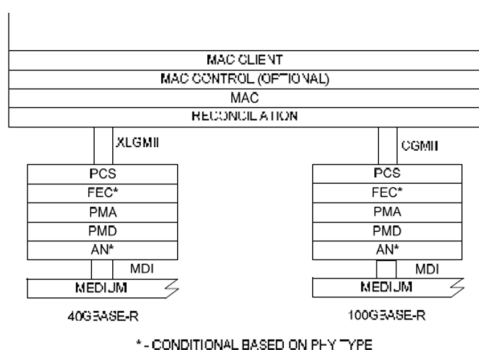 MAC CLIENT
MAC CONTROL (OPTIONAL)
MAC
RECONCILIATION
XLGMII
CGMII
PCS
FEC*
PMA
PMD
AN*
MDI
MEDIUM
40GBASE-R
PCS
FEC*
PMA
PMD
AN*
MDI
MEDIUM
100GBASE-R
* - CONDITIONAL BASED ON PHY TYPE